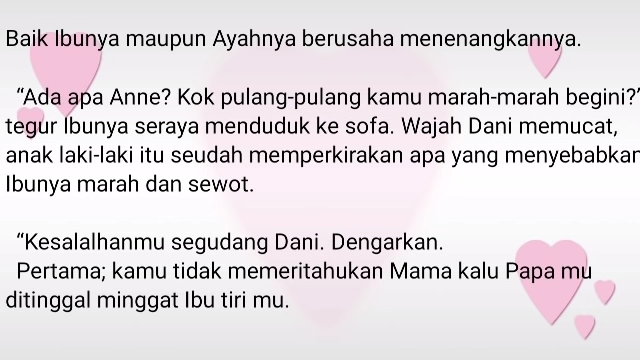 Baik Ibunya maupun Ayahnya berusaha menenangkannya.
“Ada apa Anne? Kok pulang-pulang kamu marah-marah begini?”
tegur Ibunya seraya menduduk ke sofa. Wajah Dani memucat,
anak laki-laki itu seudah memperkirakan apa yang menyebabkan
Ibunya marah dan sewot.
“Kesalalhanmu segudang Dani. Dengarkan.
Pertama; kamu tidak memeritahukan Mama kalu Papa mu
ditinggal minggat Ibu tiri mu.